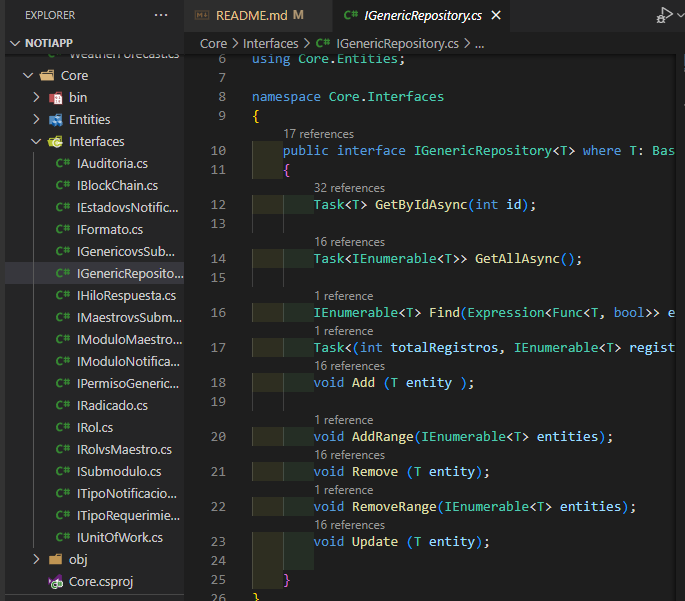 EXPLORER
···
NOTIAPP
WeatherForecast.cs
Core
bin
Entities
Interfaces
C# IAuditoria.cs
C# IBlockChain.cs
C# IEstadovsNotific...
C# IFormato.cs
C# IGenericovsSub...
C# IGenericReposito...
C# IHiloRespuesta.cs
C# IMaestrovsSubm...
C# IModuloMaestro...
C# IModuloNotifica...
C# IPermisoGeneric...
C# IRadicado.cs
C# IRol.cs
C# IRolvsMaestro.cs
C# ISubmodulo.cs
C# ITipoNotificacio...
C# ITipoRequerimie...
C# IUnitOfWork.cs
obj
Core.csproj
README.md M
C# IGenericRepository.cs ×
Core > Interfaces > C# IGenericRepository.cs > ...
6 using Core.Entities;
7
8 namespace Core.Interfaces
9 {
17 references
10 public interface IGenericRepository<T> where T: Bas
11 {
32 references
12 Task<T> GetByIdAsync(int id);
13
16 references
14 Task<IEnumerable<T>> GetAllAsync();
15
1 reference
16 IEnumerable<T> Find(Expression<Func<T, bool>> e
1 reference
17 Task<(int totalRegistros, IEnumerable<T> regist
16 references
18 void Add (T entity );
19
1 reference
20 void AddRange(IEnumerable<T> entities);
16 references
21 void Remove (T entity);
1 reference
22 void RemoveRange(IEnumerable<T> entities);
16 references
23 void Update (T entity);
24
25 }
26 }